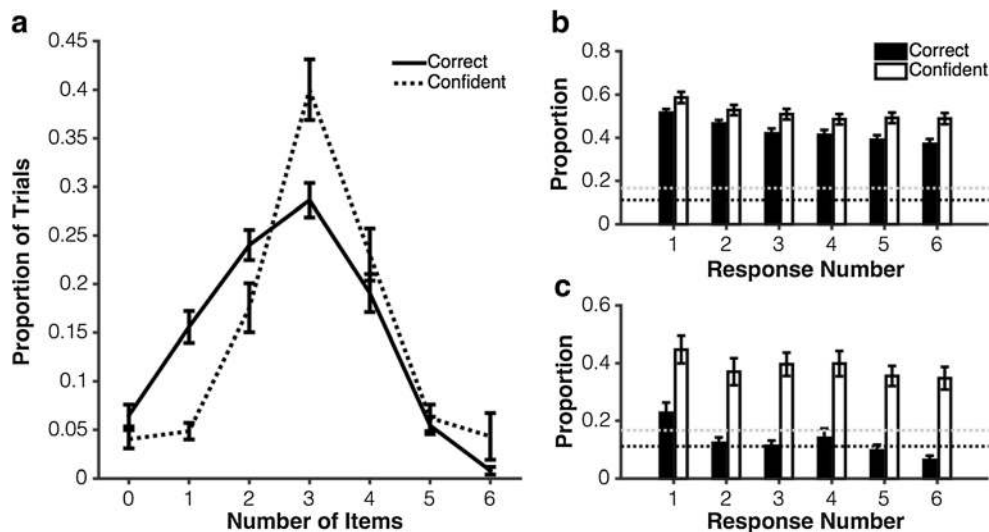 a
0.45
0.4
0.35
0.3
0.25
0.2
0.15
0.1
0.05
0
Proportion of Trials
Correct
Confident
0 1 2 3 4 5 6
Number of Items
b
0.8
0.6
0.4
0.2
0
Proportion
Correct
Confident
1 2 3 4 5 6
Response Number
c
0.6
0.4
0.2
0
Proportion
1 2 3 4 5 6
Response Number